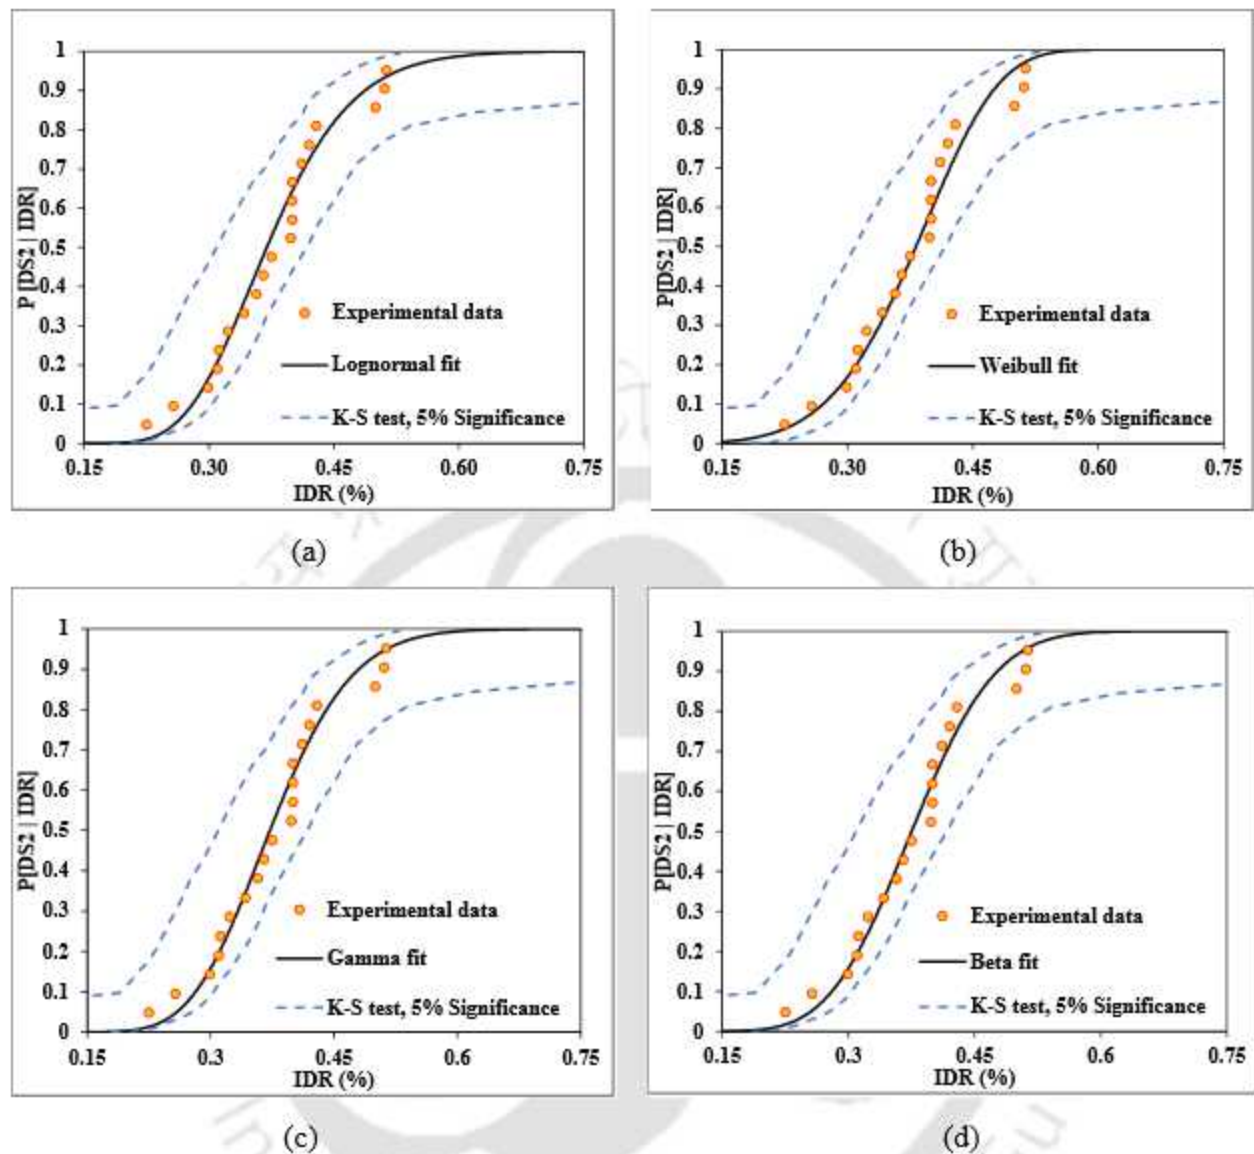 1
0.9
0.8
0.7
0.6
0.5
0.4
0.3
0.2
0.1
0
P [DS2 | IDR]
Experimental data
Lognormal fit
K-S test, 5% Significance
0.15 0.30 0.45 0.60 0.75
IDR (%)
(a)
1
0.9
0.8
0.7
0.6
0.5
0.4
0.3
0.2
0.1
0
P[DS2 | IDR]
Experimental data
Weibull fit
K-S test, 5% Significance
0.15 0.30 0.45 0.60 0.75
IDR (%)
(b)
1
0.9
0.8
0.7
0.6
0.5
0.4
0.3
0.2
0.1
0
P[DS2 | IDR]
Experimental data
Gamma fit
K-S test, 5% Significance
0.15 0.3 0.45 0.6 0.75
IDR (%)
(c)
1
0.9
0.8
0.7
0.6
0.5
0.4
0.3
0.2
0.1
0
P[DS2 | IDR]
Experimental data
Beta fit
K-S test, 5% Significance
0.15 0.3 0.45 0.6 0.75
IDR (%)
(d)